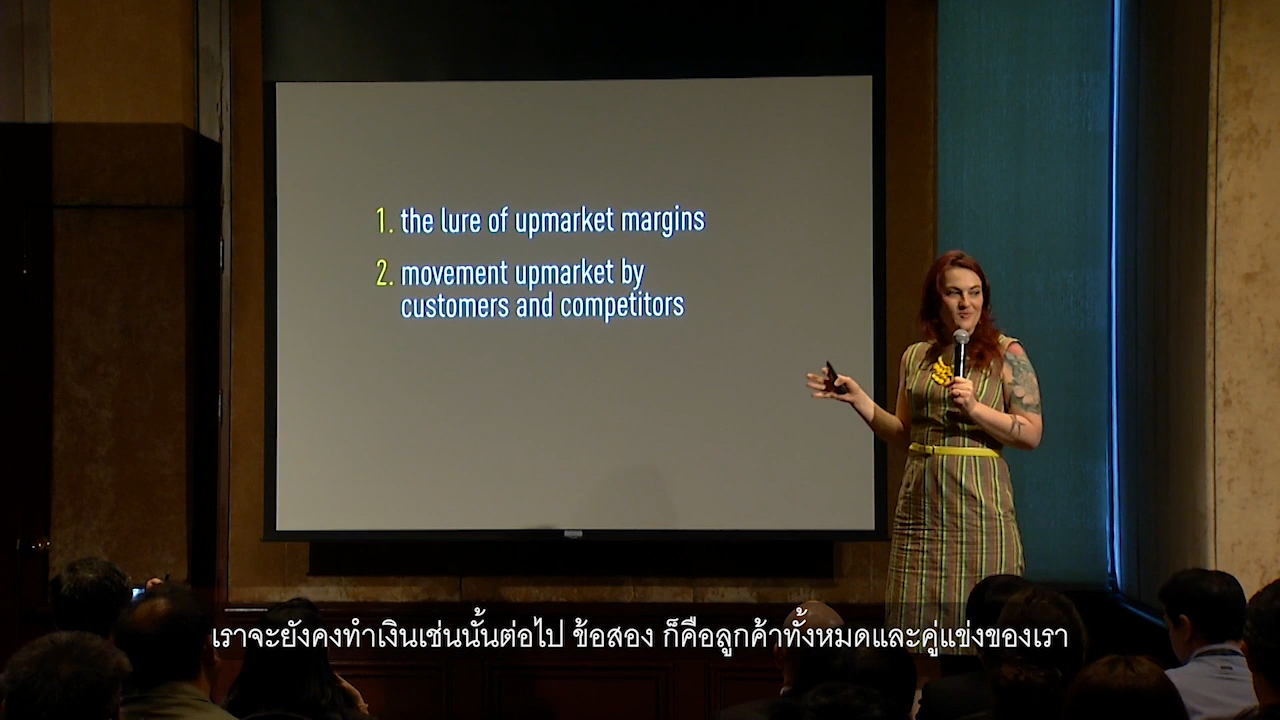 1. the lure of upmarket margins
2. movement upmarket by
customers and competitors
เราจะยังคงทำเงินเช่นนั้นต่อไป ข้อสอง ก็คือลูกค้าทั้งหมดและคู่แข่งของเรา